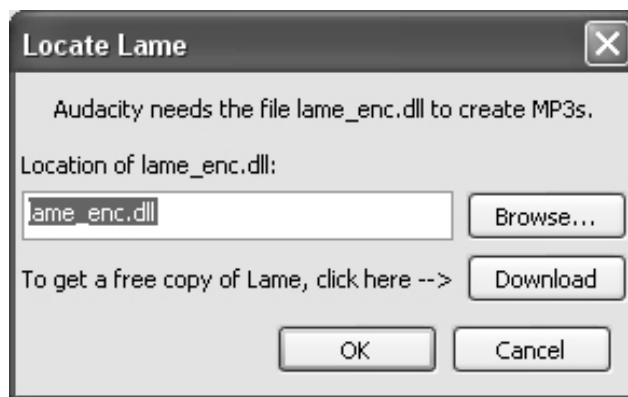 Locate Lame
Audacity needs the file lame_enc.dll to create MP3s.
Location of lame_enc.dll:
lame_enc.dll
Browse...
To get a free copy of Lame, click here -->
Download
OK
Cancel